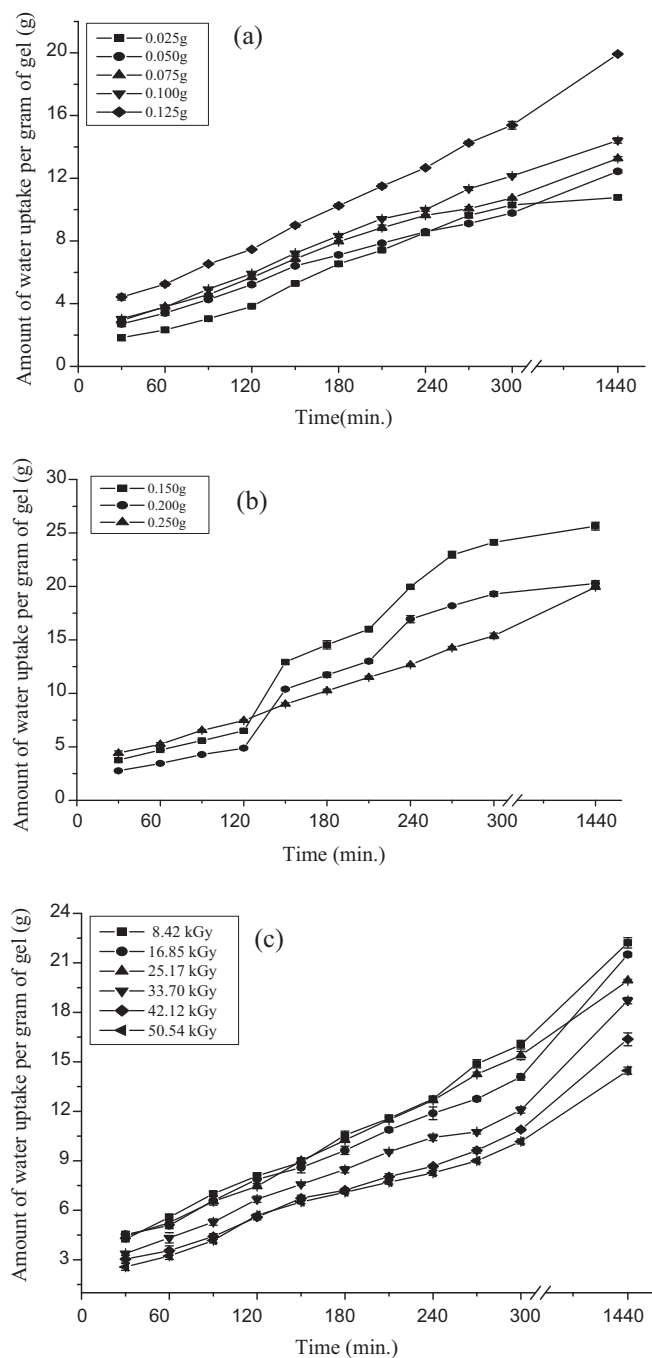 (a)
0.025g
0.050g
0.075g
0.100g
0.125g
20
16
12
8
4
0
Amount of water uptake per gram of gel (g)
0 60 120 180 240 300 1440
Time(min.)
(b)
0.150g
0.200g
0.250g
30
25
20
15
10
5
0
Amount of water uptake per gram of gel (g)
0 60 120 180 240 300 1440
Time (min.)
(c)
8.42 kGy
16.85 kGy
25.17 kGy
33.70 kGy
42.12 kGy
50.54 kGy
24
21
18
15
12
9
6
3
Amount of water uptake per gram of gel (g)
0 60 120 180 240 300 1440
Time (min.)